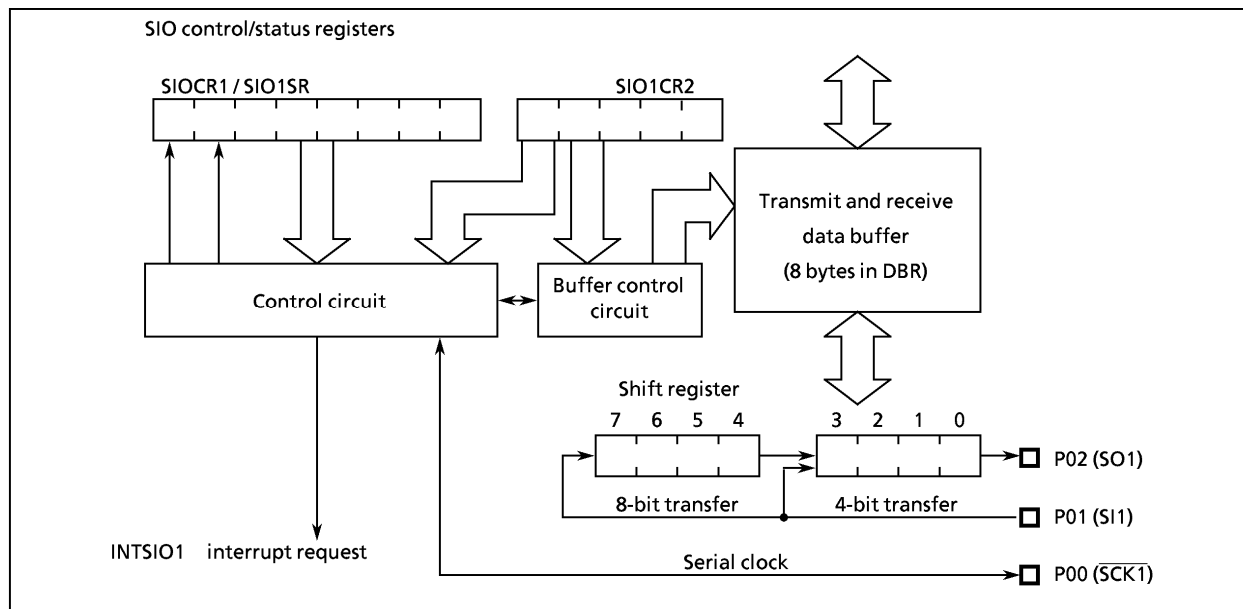 SIO control/status registers
SIOCR1 / SIO1SR
SIO1CR2
Transmit and receive
data buffer
(8 bytes in DBR)
Control circuit
Buffer control
circuit
Shift register
7 6 5 4 3 2 1 0
P02 (SO1)
8-bit transfer 4-bit transfer
P01 (SI1)
INTSIO1 interrupt request
Serial clock
P00 (S̅C̅K̅1̅)